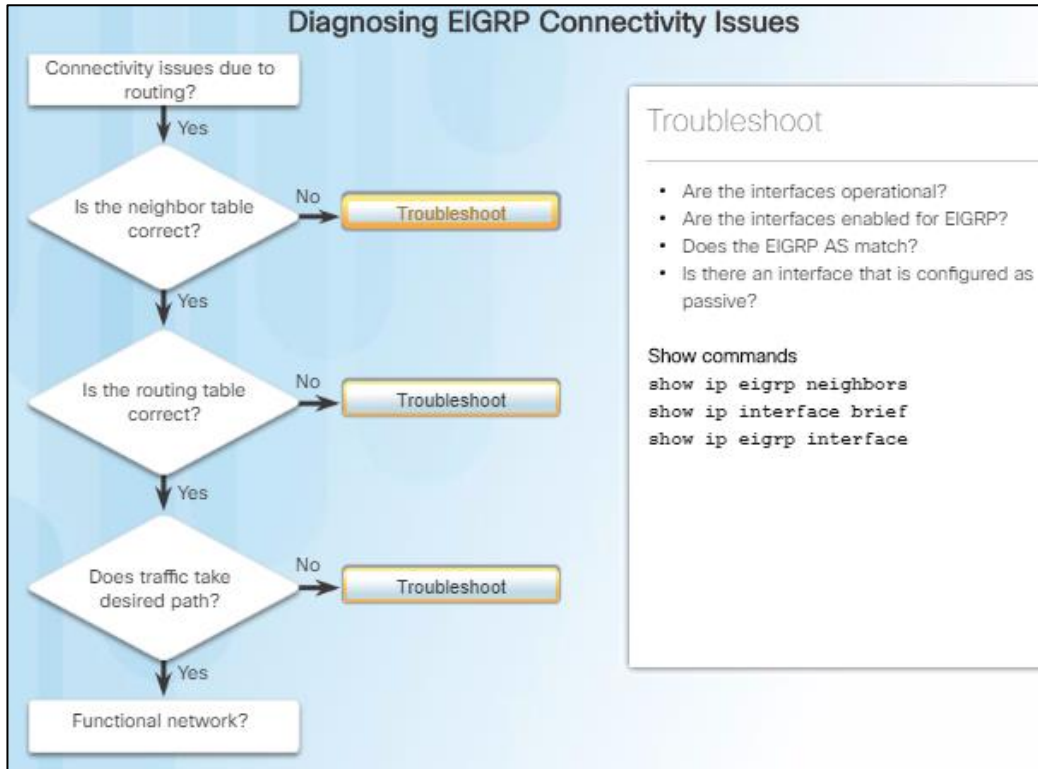 Diagnosing EIGRP Connectivity Issues
Connectivity issues due to
routing?
Yes
Is the neighbor table
correct?
No
Troubleshoot
Yes
Is the routing table
correct?
No
Troubleshoot
Yes
Does traffic take
desired path?
No
Troubleshoot
Yes
Functional network?
Troubleshoot
• Are the interfaces operational?
• Are the interfaces enabled for EIGRP?
• Does the EIGRP AS match?
• Is there an interface that is configured as
passive?
Show commands
show ip eigrp neighbors
show ip interface brief
show ip eigrp interface